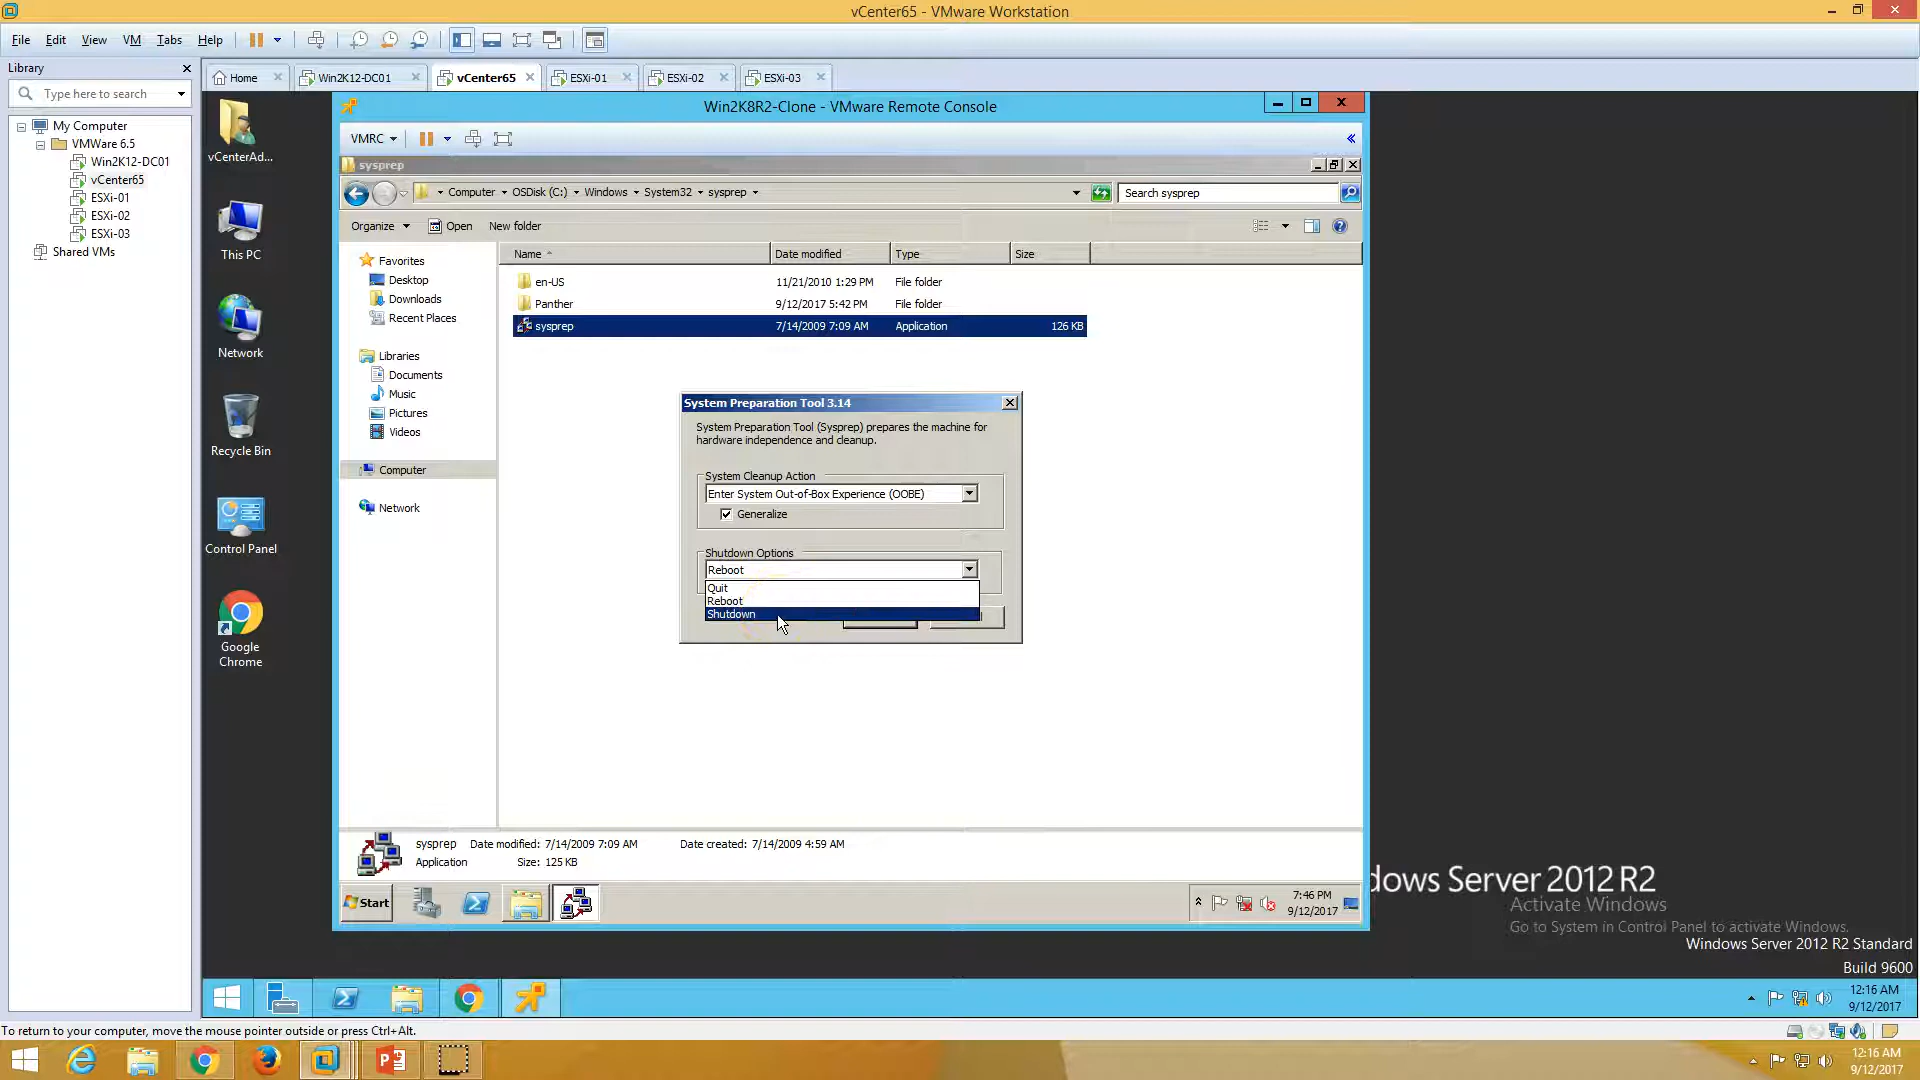 vCenter65 - VMware Workstation
File Edit View VM Tabs Help
Library
Type here to search
My Computer
VMWare 6.5
Win2K12-DC01
vCenter65
ESXi-01
ESXi-02
ESXi-03
Shared VMs
Home
Win2K12-DC01
vCenter65
ESXi-01
ESXi-02
ESXi-03
vCenterAd...
This PC
Network
Recycle Bin
Control Panel
Google
Chrome
Win2K8R2-Clone - VMware Remote Console
VMRC
sysprep
Computer OSDisk (C:) Windows System32 sysprep
Search sysprep
Organize Open New folder
Favorites
Desktop
Downloads
Recent Places
Libraries
Documents
Music
Pictures
Videos
Computer
Network
Name Date modified Type Size
en-US 11/21/2010 1:29 PM File folder
Panther 9/12/2017 5:42 PM File folder
sysprep 7/14/2009 7:09 AM Application 126 KB
System Preparation Tool 3.14
System Preparation Tool (Sysprep) prepares the machine for
hardware independence and cleanup.
System Cleanup Action
Enter System Out-of-Box Experience (OOBE)
Generalize
Shutdown Options
Reboot
Quit
Reboot
Shutdown
sysprep Date modified: 7/14/2009 7:09 AM Date created: 7/14/2009 4:59 AM
Application Size: 125 KB
Start
7:46 PM
9/12/2017
dows Server 2012 R2
Activate Windows
Go to System in Control Panel to activate Windows.
Windows Server 2012 R2 Standard
Build 9600
12:16 AM
9/12/2017
To return to your computer, move the mouse pointer outside or press Ctrl+Alt.
12:16 AM
9/12/2017